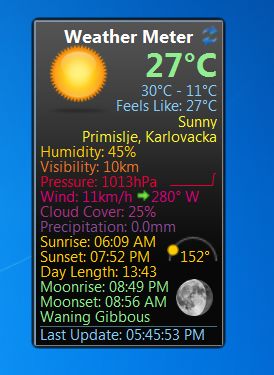 Weather Meter
27°C
30°C - 11°C
Feels Like: 27°C
Sunny
Primislje, Karlovacka
Humidity: 45%
Visibility: 10km
Pressure: 1013hPa
Wind: 11km/h 280° W
Cloud Cover: 25%
Precipitation: 0.0mm
Sunrise: 06:09 AM
Sunset: 07:52 PM 152°
Day Length: 13:43
Moonrise: 08:49 PM
Moonset: 08:56 AM
Waning Gibbous
Last Update: 05:45:53 PM